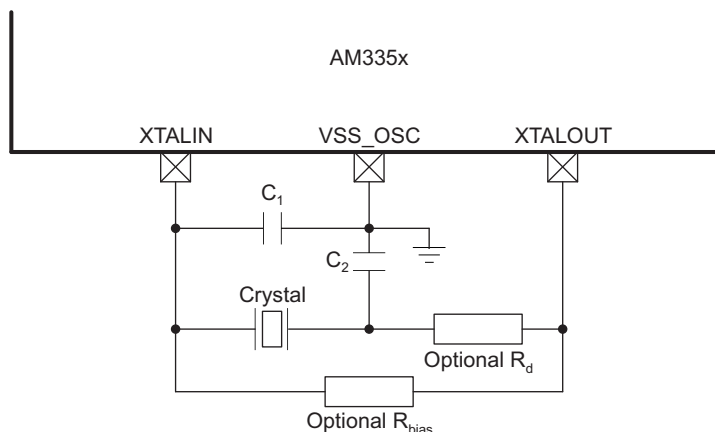 AM335x
XTALIN VSS_OSC XTALOUT
C1
C2
Crystal
Optional Rd
Optional Rbias